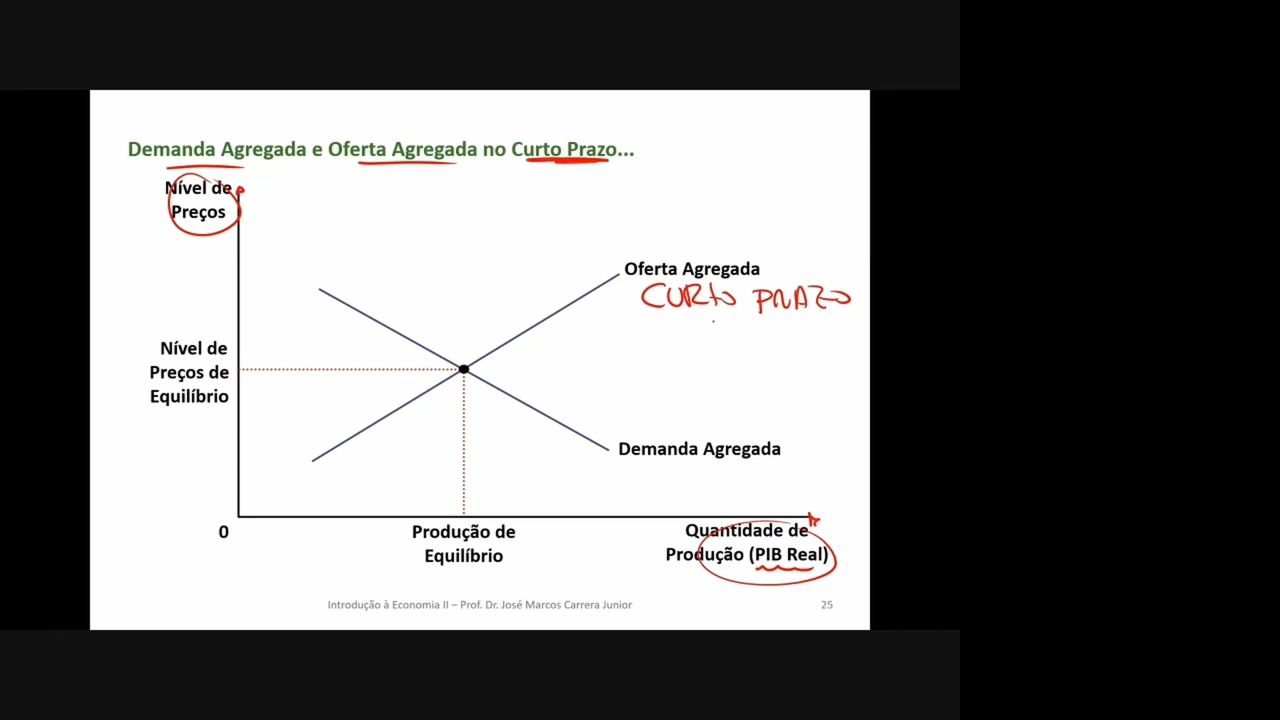 Demanda Agregada e Oferta Agregada no Curto Prazo...
Nível de
Preços
Oferta Agregada
CURTO PRAZO
Nível de
Preços de
Equilíbrio
Demanda Agregada
0
Produção de
Equilíbrio
Quantidade de
Produção (PIB Real)
Introdução à Economia II – Prof. Dr. José Marcos Carrera Junior
25